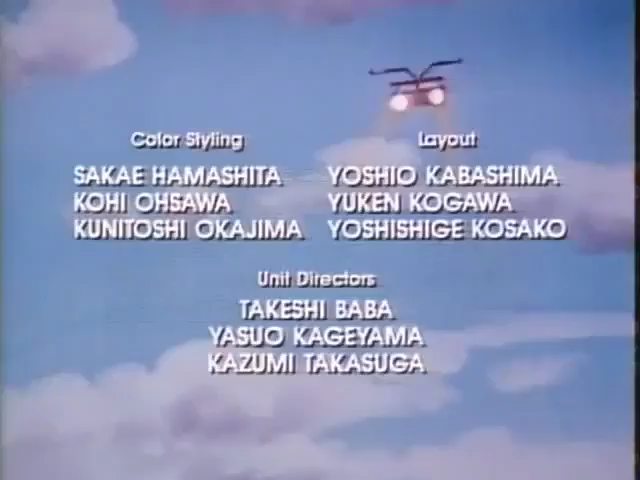 Color Styling
SAKAE HAMASHITA
KOHI OHSAWA
KUNITOSHI OKAJIMA
Layout
YOSHIO KABASHIMA
YUKEN KOGAWA
YOSHISHIGE KOSAKO
Unit Directors
TAKESHI BABA
YASUO KAGEYAMA
KAZUMI TAKASUGA